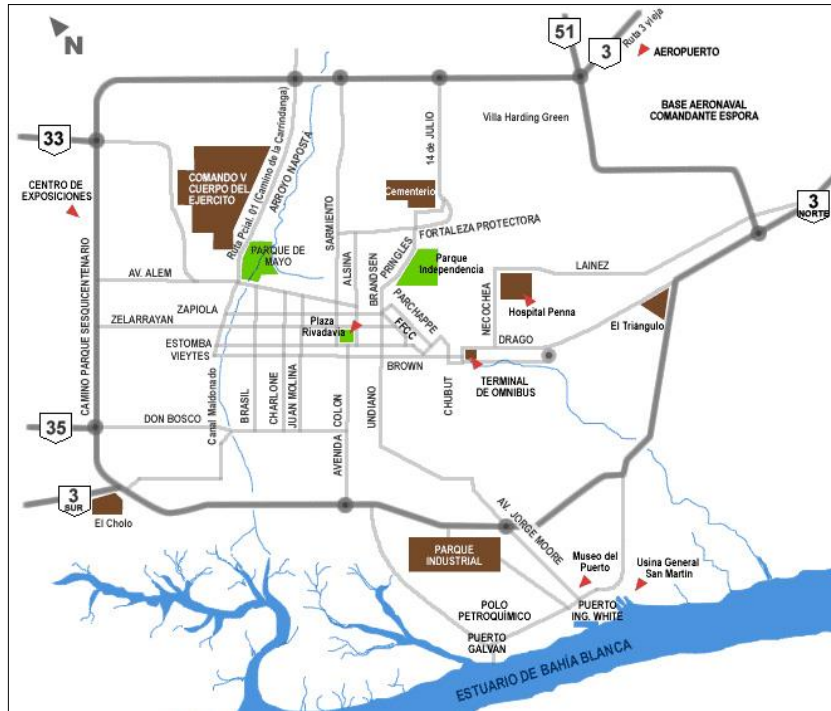 N
51
3
Ruta 3 vieja
AEROPUERTO
BASE AERONAVAL
COMANDANTE ESPORA
Villa Harding Green
33
CENTRO DE
EXPOSICIONES
COMANDO V
CUERPO DEL
EJERCITO
Ruta Pcial. 01 (Camino de la Carrindanga)
ARROYO NAPOSTÁ
14 de JULIO
Cementerio
3
NORTE
SARMIENTO
ALSINA
BRANDSEN
PRINGLES
FORTALEZA PROTECTORA
PARQUE DE
MAYO
Parque
Independencia
AV. ALEM
LAINEZ
CAMINO PARQUE SESQUICENTENARIO
ZAPIOLA
ZELARRAYAN
Plaza
Rivadavia
PARCHAPPE
FFCC
NECOCHEA
Hospital Penna
El Triángulo
ESTOMBA
VIEYTES
DRAGO
BROWN
TERMINAL
DE OMNIBUS
CHUBUT
Canal Maldonado
BRASIL
CHARLONE
JUAN MOLINA
AVENIDA COLON
UNDIANO
DON BOSCO
35
3
SUR
El Cholo
AV. JORGE MOORE
PARQUE
INDUSTRIAL
Museo del
Puerto
Usina General
San Martín
POLO
PETROQUÍMICO
PUERTO
ING. WHITE
PUERTO
GALVAN
ESTUARIO DE BAHÍA BLANCA